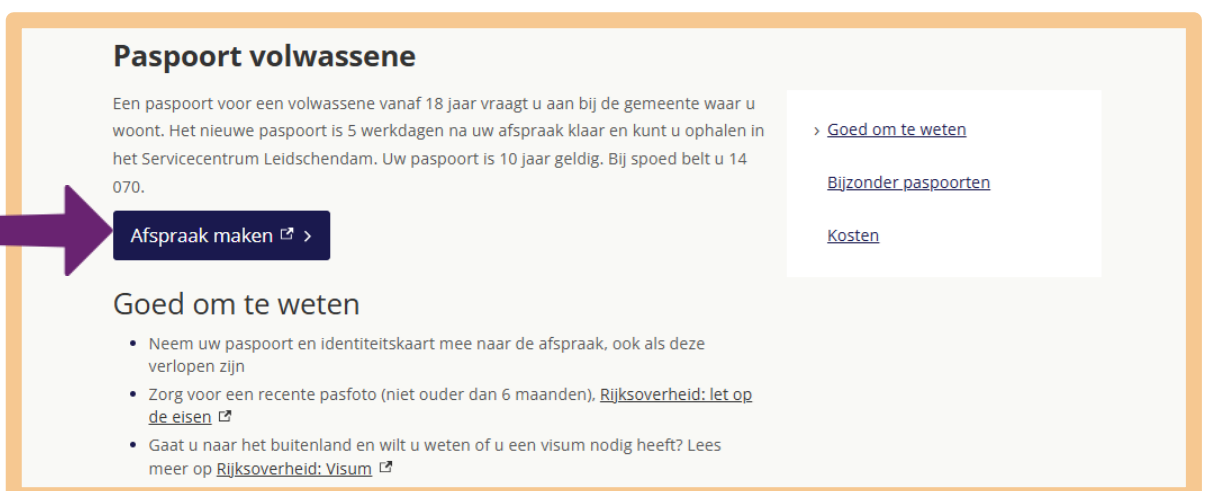 Paspoort volwassene
Een paspoort voor een volwassene vanaf 18 jaar vraagt u aan bij de gemeente waar u
woont. Het nieuwe paspoort is 5 werkdagen na uw afspraak klaar en kunt u ophalen in
het Servicecentrum Leidschendam. Uw paspoort is 10 jaar geldig. Bij spoed belt u 14
070.
Afspraak maken
Goed om te weten
• Neem uw paspoort en identiteitskaart mee naar de afspraak, ook als deze
verlopen zijn
• Zorg voor een recente pasfoto (niet ouder dan 6 maanden), Rijksoverheid: let op
de eisen
• Gaat u naar het buitenland en wilt u weten of u een visum nodig heeft? Lees
meer op Rijksoverheid: Visum
› Goed om te weten
Bijzonder paspoorten
Kosten